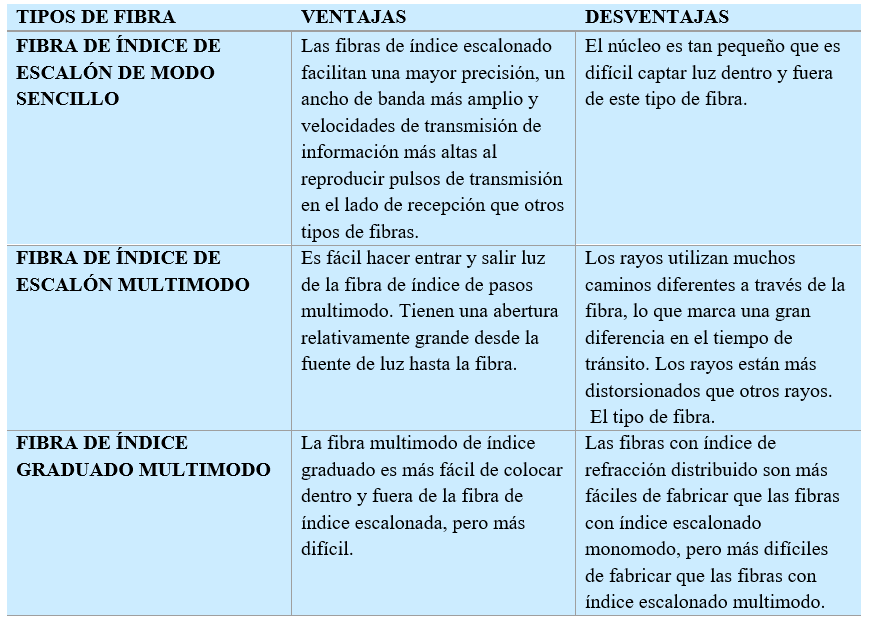 TIPOS DE FIBRA
VENTAJAS
DESVENTAJAS
FIBRA DE ÍNDICE DE
ESCALÓN DE MODO
SENCILLO
Las fibras de índice escalonado
facilitan una mayor precisión, un
ancho de banda más amplio y
velocidades de transmisión de
información más altas al
reproducir pulsos de transmisión
en el lado de recepción que otros
tipos de fibras.
El núcleo es tan pequeño que es
difícil captar luz dentro y fuera
de este tipo de fibra.
FIBRA DE ÍNDICE DE
ESCALÓN MULTIMODO
Es fácil hacer entrar y salir luz
de la fibra de índice de pasos
multimodo. Tienen una abertura
relativamente grande desde la
fuente de luz hasta la fibra.
Los rayos utilizan muchos
caminos diferentes a través de la
fibra, lo que marca una gran
diferencia en el tiempo de
tránsito. Los rayos están más
distorsionados que otros rayos.
El tipo de fibra.
FIBRA DE ÍNDICE
GRADUADO MULTIMODO
La fibra multimodo de índice
graduado es más fácil de colocar
dentro y fuera de la fibra de
índice escalonada, pero más
difícil.
Las fibras con índice de
refracción distribuido son más
fáciles de fabricar que las fibras
con índice escalonado
monomodo, pero más difíciles
de fabricar que las fibras con
índice escalonado multimodo.